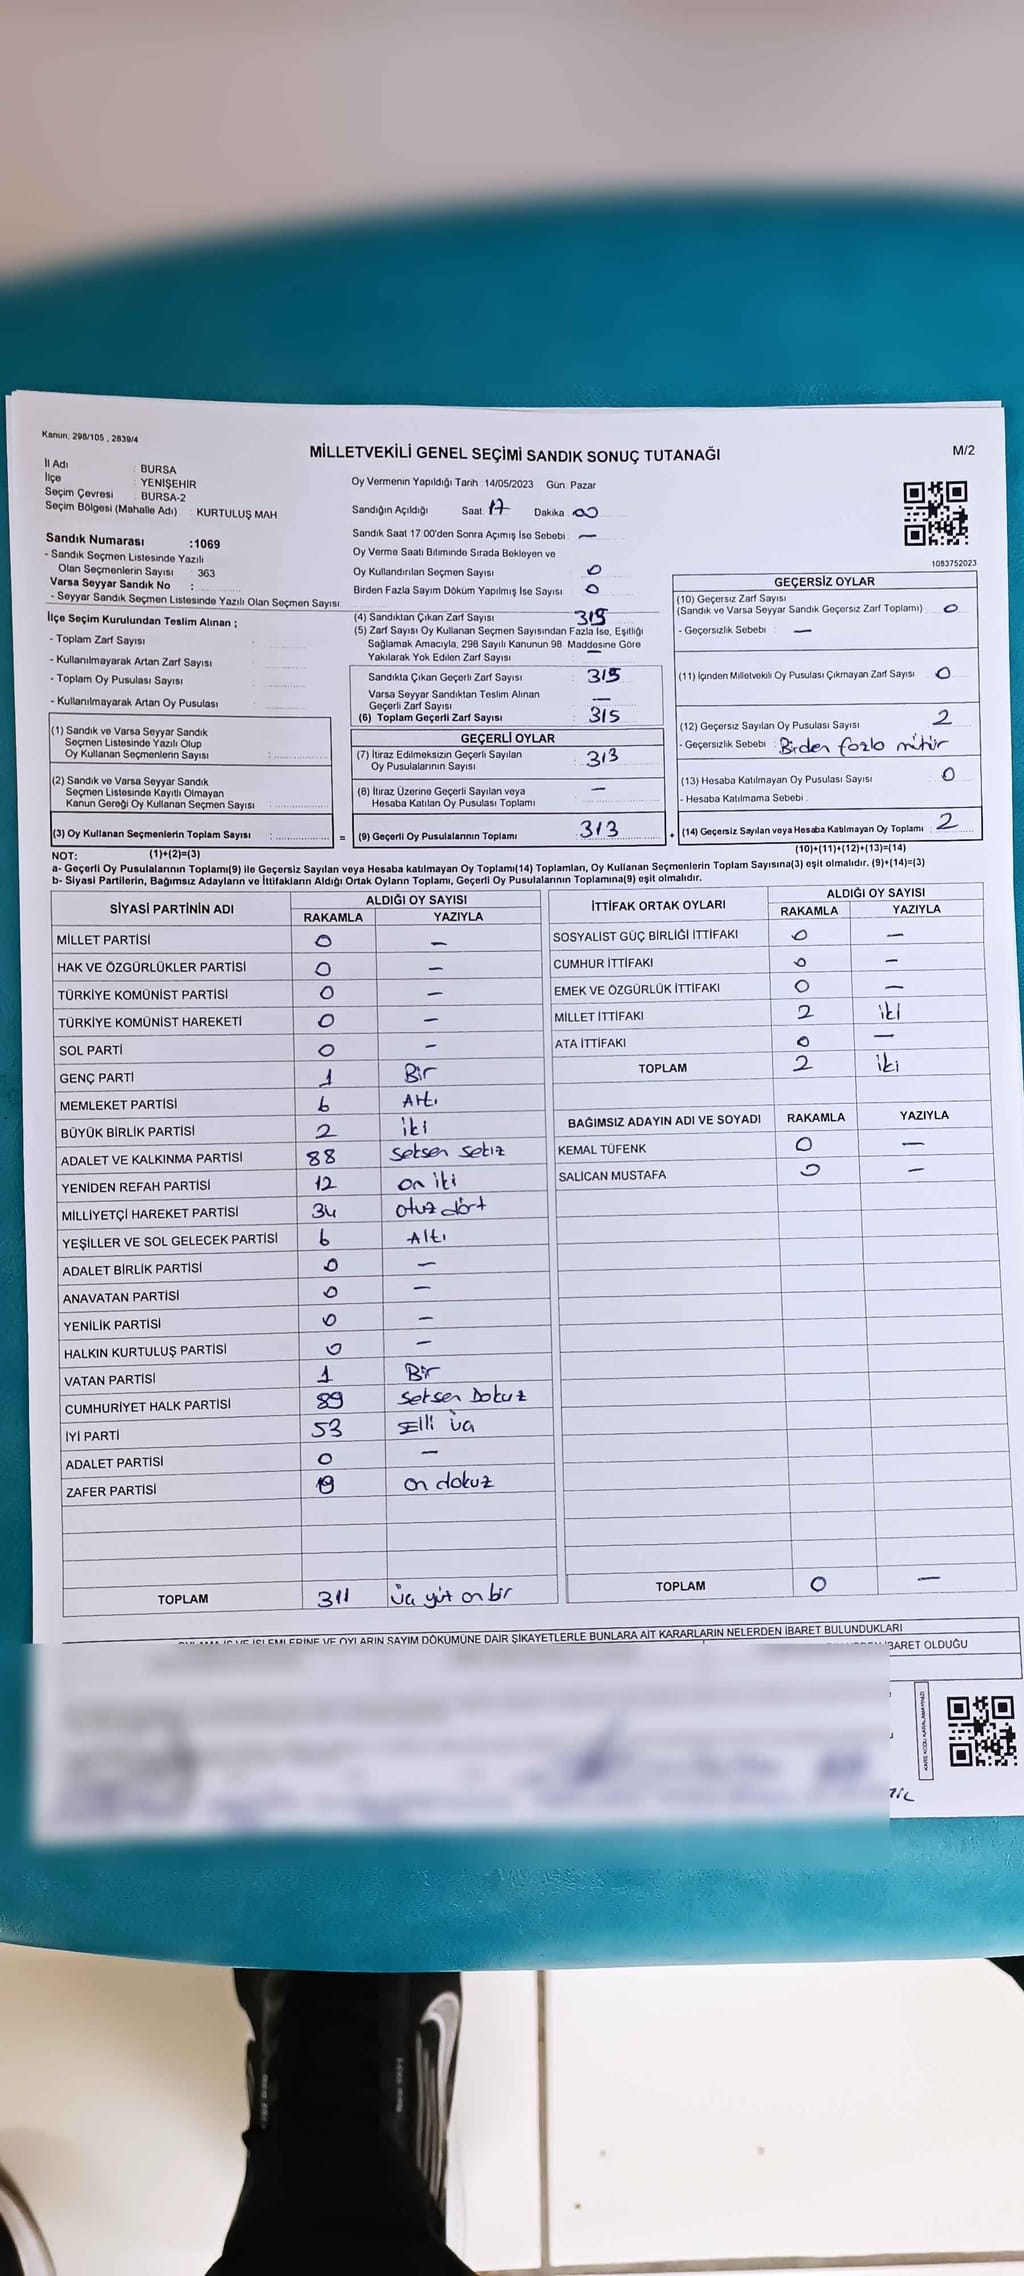 Kanun, 298/105 , 2839/4
MİLLETVEKİLİ GENEL SEÇİMİ SANDIK SONUÇ TUTANAĞI
M/2
İl Adı : BURSA
İlçe : YENİŞEHİR
Seçim Çevresi : BURSA-2
Seçim Bölgesi (Mahalle Adı) : KURTULUŞ MAH
Sandık Numarası :1069
- Sandık Seçmen Listesinde Yazılı
Olan Seçmenlerin Sayısı : 363
Varsa Seyyar Sandık No :
- Seyyar Sandık Seçmen Listesinde Yazılı Olan Seçmen Sayısı:
İlçe Seçim Kurulundan Teslim Alınan ;
- Toplam Zarf Sayısı :
- Kullanılmayarak Artan Zarf Sayısı :
- Toplam Oy Pusulası Sayısı :
- Kullanılmayarak Artan Oy Pusulası :
(1) Sandık ve Varsa Seyyar Sandık
Seçmen Listesinde Yazılı Olup
Oy Kullanan Seçmenlerin Sayısı :
(2) Sandık ve Varsa Seyyar Sandık
Seçmen Listesinde Kayıtlı Olmayan
Kanun Gereği Oy Kullanan Seçmen Sayısı :
(3) Oy Kullanan Seçmenlerin Toplam Sayısı :
Oy Vermenin Yapıldığı Tarih : 14/05/2023 Gün: Pazar
Sandığın Açıldığı Saat: 17 Dakika : 00
Sandık Saat 17:00'den Sonra Açımış İse Sebebi : —
Oy Verme Saati Bitiminde Sırada Bekleyen ve
Oy Kullandırılan Seçmen Sayısı : 0
Birden Fazla Sayım Döküm Yapılmış İse Sayısı : 0
(4) Sandıktan Çıkan Zarf Sayısı : 315
(5) Zarf Sayısı Oy Kullanan Seçmen Sayısından Fazla İse, Eşitliği
Sağlamak Amacıyla, 298 Sayılı Kanunun 98 Maddesine Göre
Yakılarak Yok Edilen Zarf Sayısı : —
Sandıkta Çıkan Geçerli Zarf Sayısı : 315
Varsa Seyyar Sandıktan Teslim Alınan
Geçerli Zarf Sayısı : —
(6) Toplam Geçerli Zarf Sayısı : 315
GEÇERLİ OYLAR
(7) İtiraz Edilmeksizin Geçerli Sayılan
Oy Pusulalarının Sayısı : 313
(8) İtiraz Üzerine Geçerli Sayılan veya
Hesaba Katılan Oy Pusulası Toplamı : —
= (9) Geçerli Oy Pusulalarının Toplamı : 313
1083752023
GEÇERSİZ OYLAR
(10) Geçersiz Zarf Sayısı
(Sandık ve Varsa Seyyar Sandık Geçersiz Zarf Toplamı) : 0
- Geçersizlik Sebebi : —
(11) İçinden Milletvekili Oy Pusulası Çıkmayan Zarf Sayısı : 0
(12) Geçersiz Sayılan Oy Pusulası Sayısı : 2
- Geçersizlik Sebebi : Birden fazla mühür
(13) Hesaba Katılmayan Oy Pusulası Sayısı : 0
- Hesaba Katılmama Sebebi :
+ (14) Geçersiz Sayılan veya Hesaba Katılmayan Oy Toplamı : 2
NOT: (1)+(2)=(3)
(10)+(11)+(12)+(13)=(14)
a- Geçerli Oy Pusulalarının Toplamı(9) ile Geçersiz Sayılan veya Hesaba katılmayan Oy Toplamı(14) Toplamları, Oy Kullanan Seçmenlerin Toplam Sayısına(3) eşit olmalıdır. (9)+(14)=(3)
b- Siyasi Partilerin, Bağımsız Adayların ve İttifakların Aldığı Ortak Oyların Toplamı, Geçerli Oy Pusulalarının Toplamına(9) eşit olmalıdır.
SİYASİ PARTİNİN ADI ALDIĞI OY SAYISI
RAKAMLA YAZIYLA
MİLLET PARTİSİ 0 —
HAK VE ÖZGÜRLÜKLER PARTİSİ 0 —
TÜRKİYE KOMÜNİST PARTİSİ 0 —
TÜRKİYE KOMÜNİST HAREKETİ 0 —
SOL PARTİ 0 —
GENÇ PARTİ 1 Bir
MEMLEKET PARTİSİ 6 Altı
BÜYÜK BİRLİK PARTİSİ 2 iki
ADALET VE KALKINMA PARTİSİ 88 seksen sekiz
YENİDEN REFAH PARTİSİ 12 on iki
MİLLİYETÇİ HAREKET PARTİSİ 34 otuz dört
YEŞİLLER VE SOL GELECEK PARTİSİ 6 Altı
ADALET BİRLİK PARTİSİ 0 —
ANAVATAN PARTİSİ 0 —
YENİLİK PARTİSİ 0 —
HALKIN KURTULUŞ PARTİSİ 0 —
VATAN PARTİSİ 1 Bir
CUMHURİYET HALK PARTİSİ 89 seksen Dokuz
İYİ PARTİ 53 Elli üç
ADALET PARTİSİ 0 —
ZAFER PARTİSİ 19 on dokuz
TOPLAM 311 üç yüz on bir
İTTİFAK ORTAK OYLARI ALDIĞI OY SAYISI
RAKAMLA YAZIYLA
SOSYALİST GÜÇ BİRLİĞİ İTTİFAKI 0 —
CUMHUR İTTİFAKI 0 —
EMEK VE ÖZGÜRLÜK İTTİFAKI 0 —
MİLLET İTTİFAKI 2 iki
ATA İTTİFAKI 0 —
TOPLAM 2 iki
BAĞIMSIZ ADAYIN ADI VE SOYADI RAKAMLA YAZIYLA
KEMAL TÜFENK 0 —
SALİCAN MUSTAFA 0 —
TOPLAM 0 —
İŞLEMLERİNE VE OYLARIN SAYIM DÖKÜMÜNE DAİR ŞİKAYETLERLE BUNLARA AİT KARARLARIN NELERDEN İBARET BULUNDUKLARI
İBARET OLDUĞU